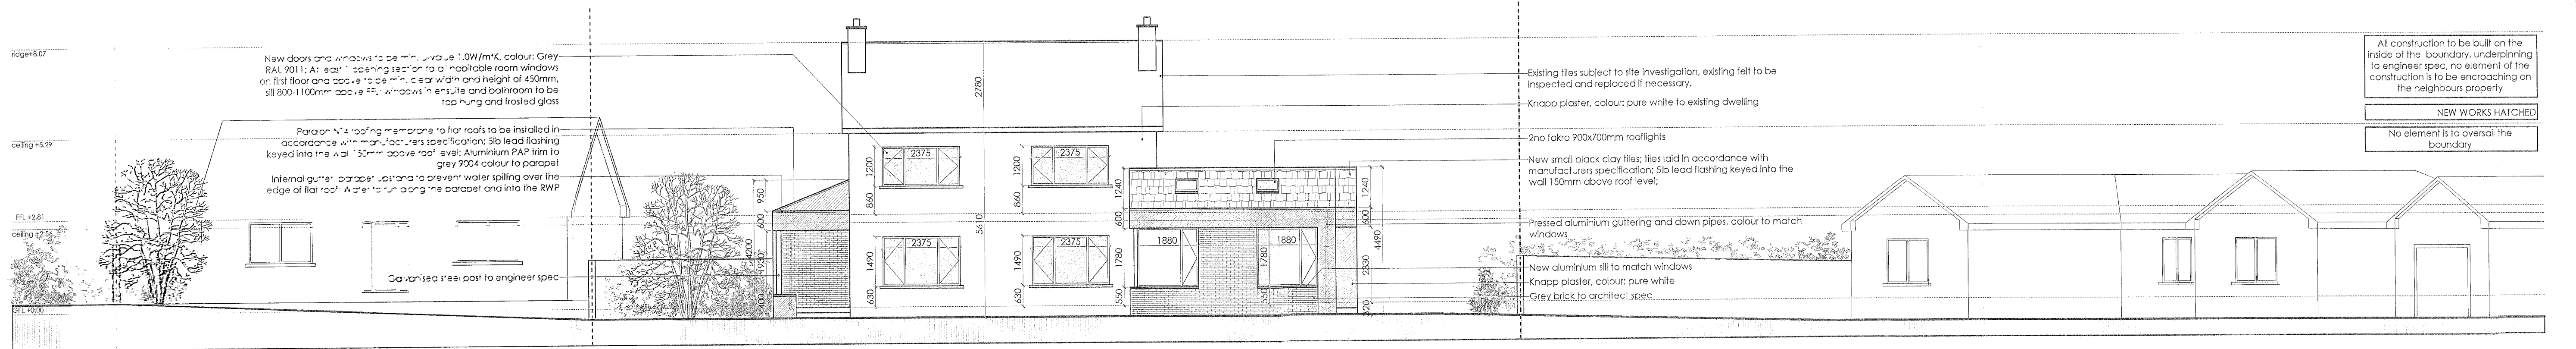 ridge+8.07
ceiling +5.29
FFL +2.81
ceiling +2.56
GFL +0.00
New doors and windows to be min. u-value 1.0W/m²K, colour: Grey
RAL 9011; At least 1 opening section to all habitable room windows
on first floor and above to be min. clear width and height of 450mm,
sill 800-1100mm above FFL; windows in ensuite and bathroom to be
top hung and frosted glass
roofing membrane to flat roofs to be installed in
accordance with manufacturers specification; 5lb lead flashing
keyed into the wall 150mm above roof level; Aluminium PAP trim to
grey 9004 colour to parapet
Internal gutter, parapet upstand to prevent water spilling over the
edge of flat roof. Water to run along the parapet and into the RWP
Galvanised steel post to engineer spec
950
600
4200
1200
860
2375
1200
860
2375
1490
630
2375
1490
630
2375
2780
5610
1240
600
1780
550
1880
1780
550
1880
1240
600
2330
320
4490
Existing tiles subject to site investigation, existing felt to be
inspected and replaced if necessary.
Knapp plaster, colour: pure white to existing dwelling
2no fakro 900x700mm rooflights
New small black clay tiles; tiles laid in accordance with
manufacturers specification; 5lb lead flashing keyed into the
wall 150mm above roof level;
Pressed aluminium guttering and down pipes, colour to match
windows
New aluminium sill to match windows
Knapp plaster, colour: pure white
Grey brick to architect spec
All construction to be built on the
inside of the boundary, underpinning
to engineer spec, no element of the
construction is to be encroaching on
the neighbours property
NEW WORKS HATCHED
No element is to oversail the
boundary